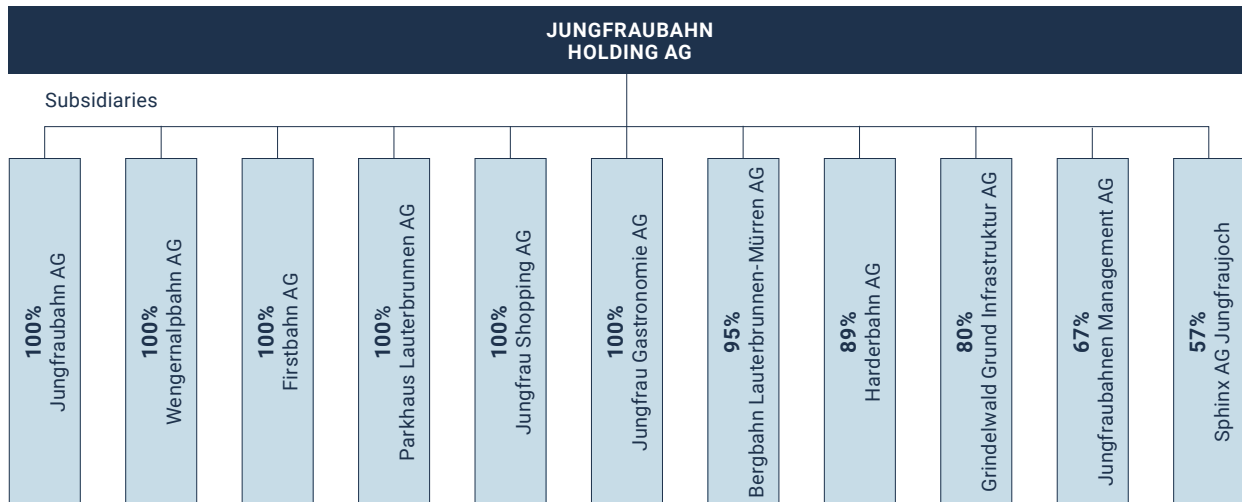 JUNGFRAUBAHN
HOLDING AG
Subsidiaries
100%
Jungfraubahn AG
100%
Wengernalpbahn AG
100%
Firstbahn AG
100%
Parkhaus Lauterbrunnen AG
100%
Jungfrau Shopping AG
100%
Jungfrau Gastronomie AG
95%
Bergbahn Lauterbrunnen-Mürren AG
89%
Harderbahn AG
80%
Grindelwald Grund Infrastruktur AG
67%
Jungfraubahnen Management AG
57%
Sphinx AG Jungfraujoch